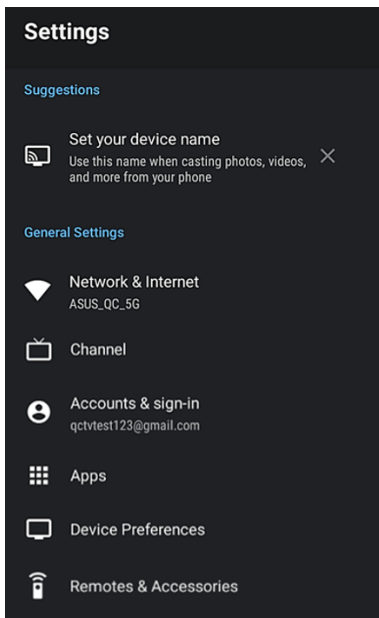 Settings
Suggestions
Set your device name
Use this name when casting photos, videos,
and more from your phone
General Settings
Network & Internet
ASUS_QC_5G
Channel
Accounts & sign-in
qctvtest123@gmail.com
Apps
Device Preferences
Remotes & Accessories